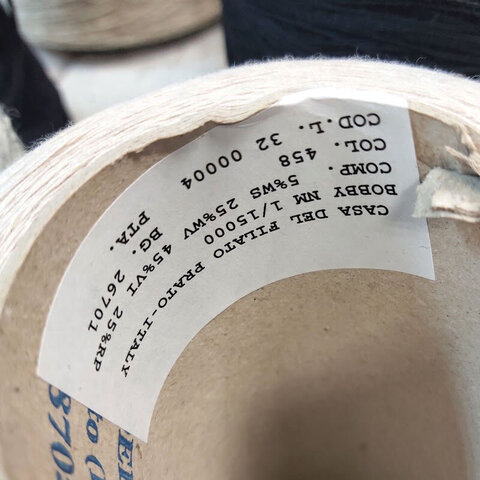 CASA DEL FILATO PRATO-ITALY
BOBBY NM 1/15000
COMP. 5%WS 25%WV 45%VI 25%RP
COL. 458 BG. 26701
COD.L. 32 00004 PTA.